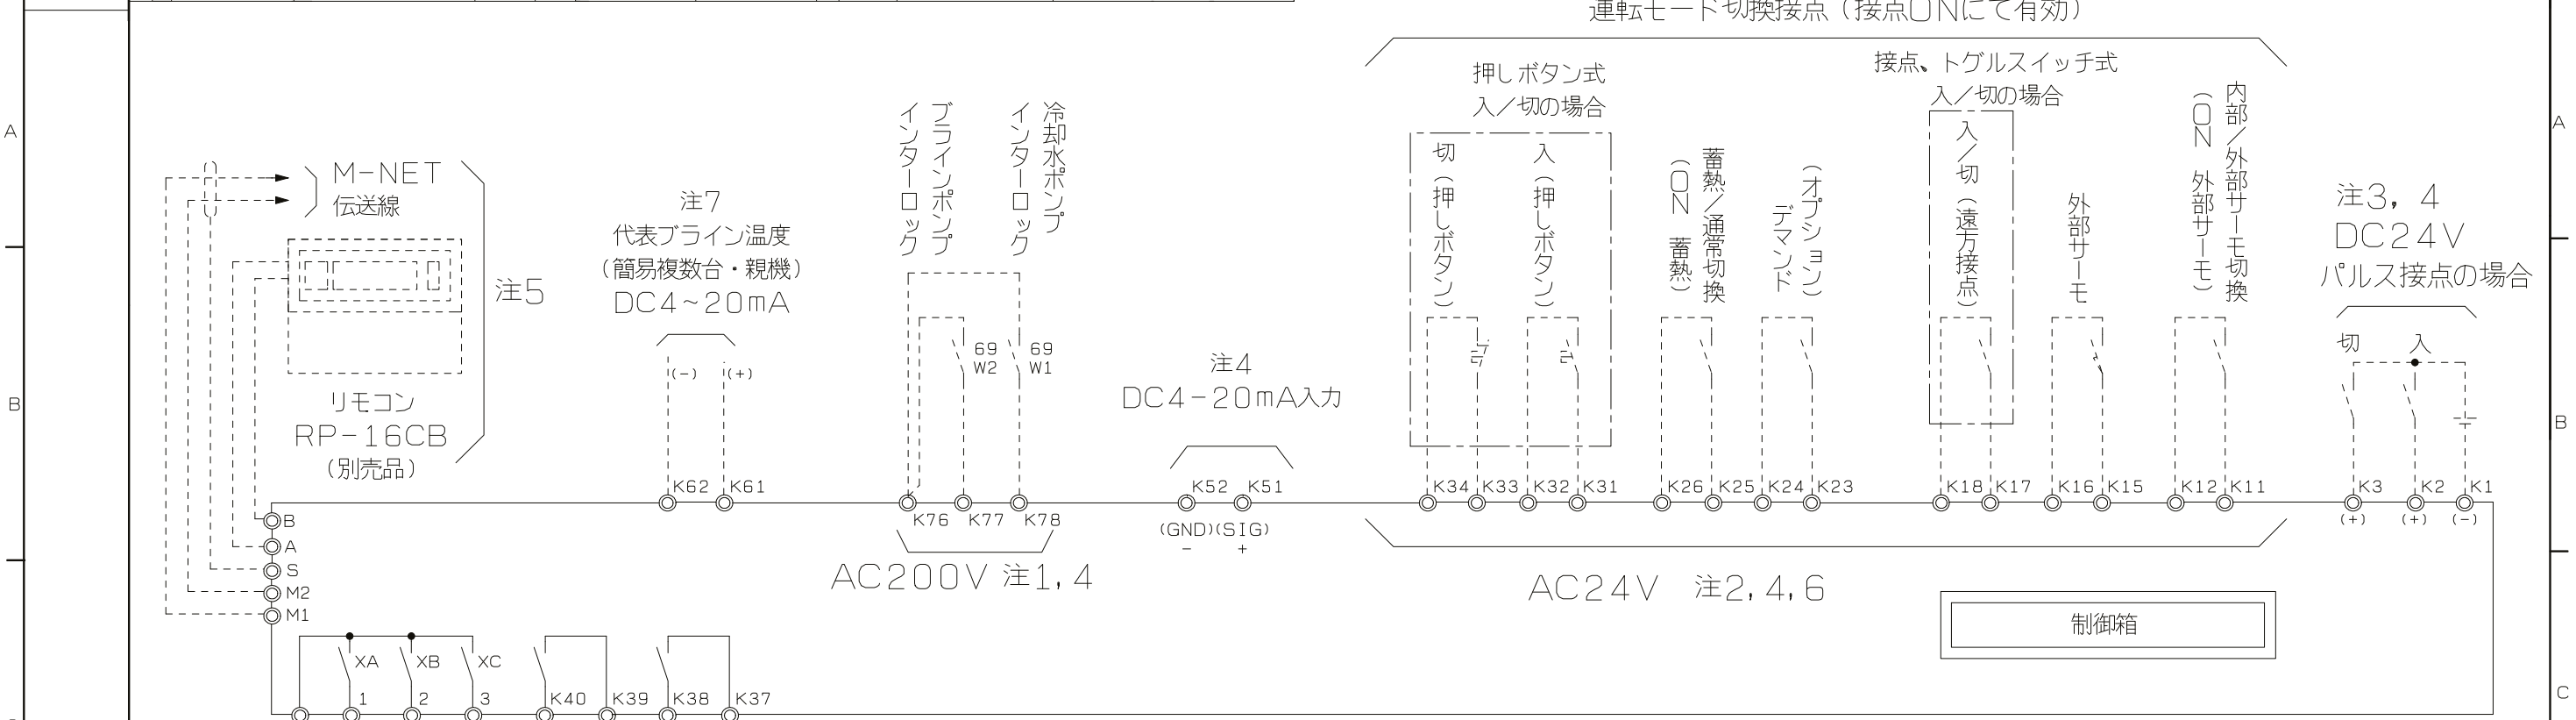 運転モード切換接点（接点ONにて有効）
押しボタン式
入／切の場合
接点、トグルスイッチ式
入／切の場合
M-NET
伝送線
注5
リモコン
RP-16CB
（別売品）
注7
代表ブライン温度
（簡易複数台・親機）
DC4~20mA
(-)
(+)
ブラインポンプ
インターロック
冷却水ポンプ
インターロック
69
W2
69
W1
注4
DC4-20mA入力
切（押しボタン）
入（押しボタン）
蓄熱／通常切換
（ON 蓄熱）
デマンド
（オプション）
入／切（遠方接点）
外部サーモ
内部／外部サーモ切換
（ON 外部サーモ）
注3, 4
DC24V
パルス接点の場合
切
入
K62
K61
K76
K77
K78
K52
K51
(GND)
(SIG)
-
+
K34
K33
K32
K31
K26
K25
K24
K23
K18
K17
K16
K15
K12
K11
K3
K2
K1
(+)
(+)
(-)
AC200V 注1, 4
AC24V 注2, 4, 6
制御箱
B
A
S
M2
M1
XA
XB
XC
1
2
3
K40
K39
K38
K37
A
B
A
B
C